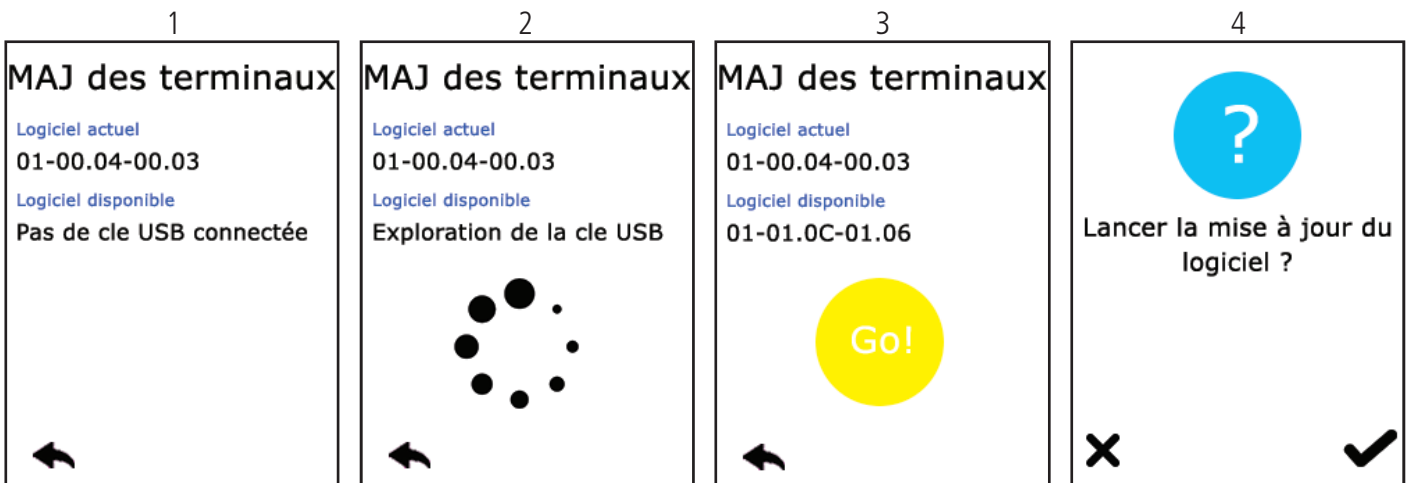 1
MAJ des terminaux
Logiciel actuel
01-00.04-00.03
Logiciel disponible
Pas de cle USB connectée
2
MAJ des terminaux
Logiciel actuel
01-00.04-00.03
Logiciel disponible
Exploration de la cle USB
3
MAJ des terminaux
Logiciel actuel
01-00.04-00.03
Logiciel disponible
01-01.0C-01.06
Go!
4
?
Lancer la mise à jour du
logiciel ?